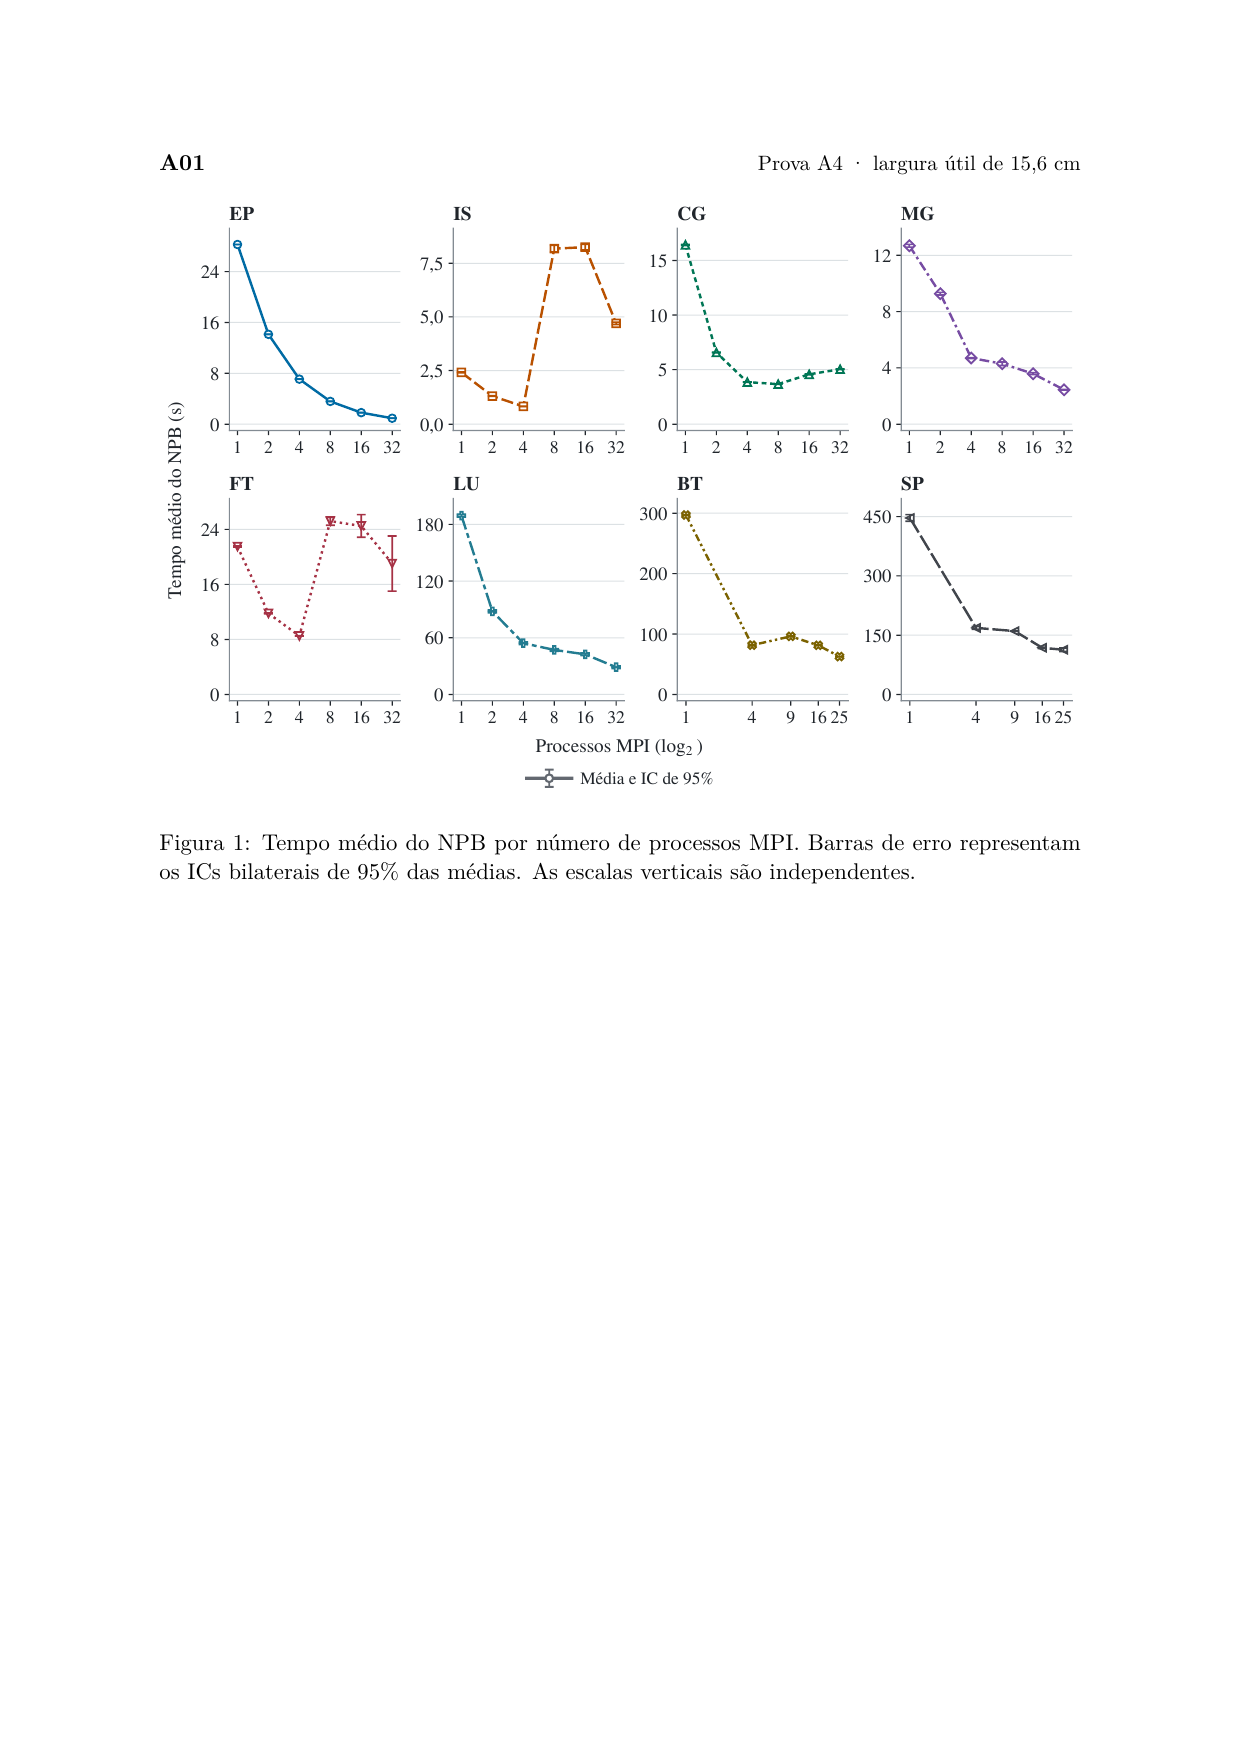 A01 Prova A4 · largura útil de 15,6 cm
EP IS CG MG
24 16 8 0
7,5 5,0 2,5 0,0
15 10 5 0
12 8 4 0
1 2 4 8 16 32 1 2 4 8 16 32 1 2 4 8 16 32 1 2 4 8 16 32
Tempo médio do NPB (s)
FT LU BT SP
24 16 8 0
180 120 60 0
300 200 100 0
450 300 150 0
1 2 4 8 16 32 1 2 4 8 16 32 1 4 9 16 25 1 4 9 16 25
Processos MPI (log₂)
Média e IC de 95%
Figura 1: Tempo médio do NPB por número de processos MPI. Barras de erro representam
os ICs bilaterais de 95% das médias. As escalas verticais são independentes.